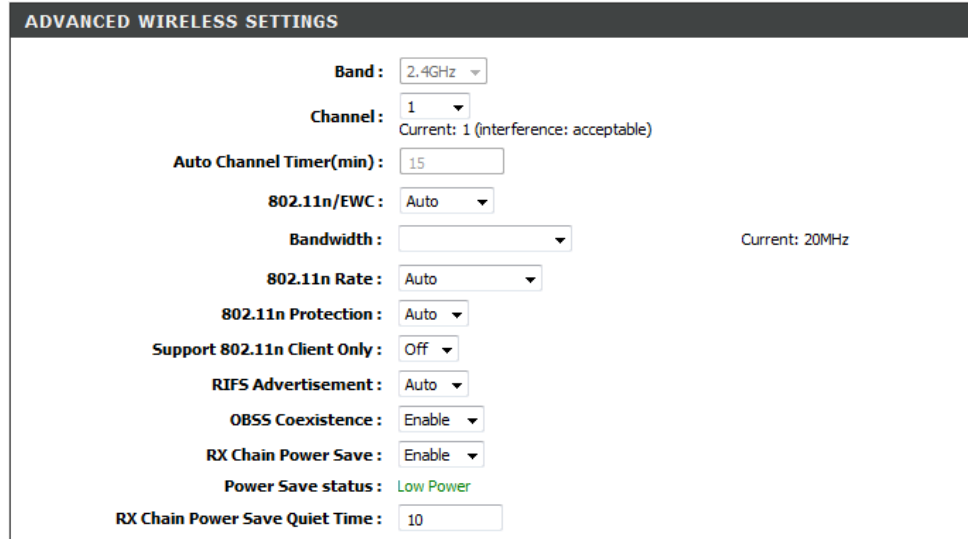 ADVANCED WIRELESS SETTINGS
Band : 2.4GHz
Channel : 1
Current: 1 (interference: acceptable)
Auto Channel Timer(min) : 15
802.11n/EWC : Auto
Bandwidth : Current: 20MHz
802.11n Rate : Auto
802.11n Protection : Auto
Support 802.11n Client Only : Off
RIFS Advertisement : Auto
OBSS Coexistence : Enable
RX Chain Power Save : Enable
Power Save status : Low Power
RX Chain Power Save Quiet Time : 10